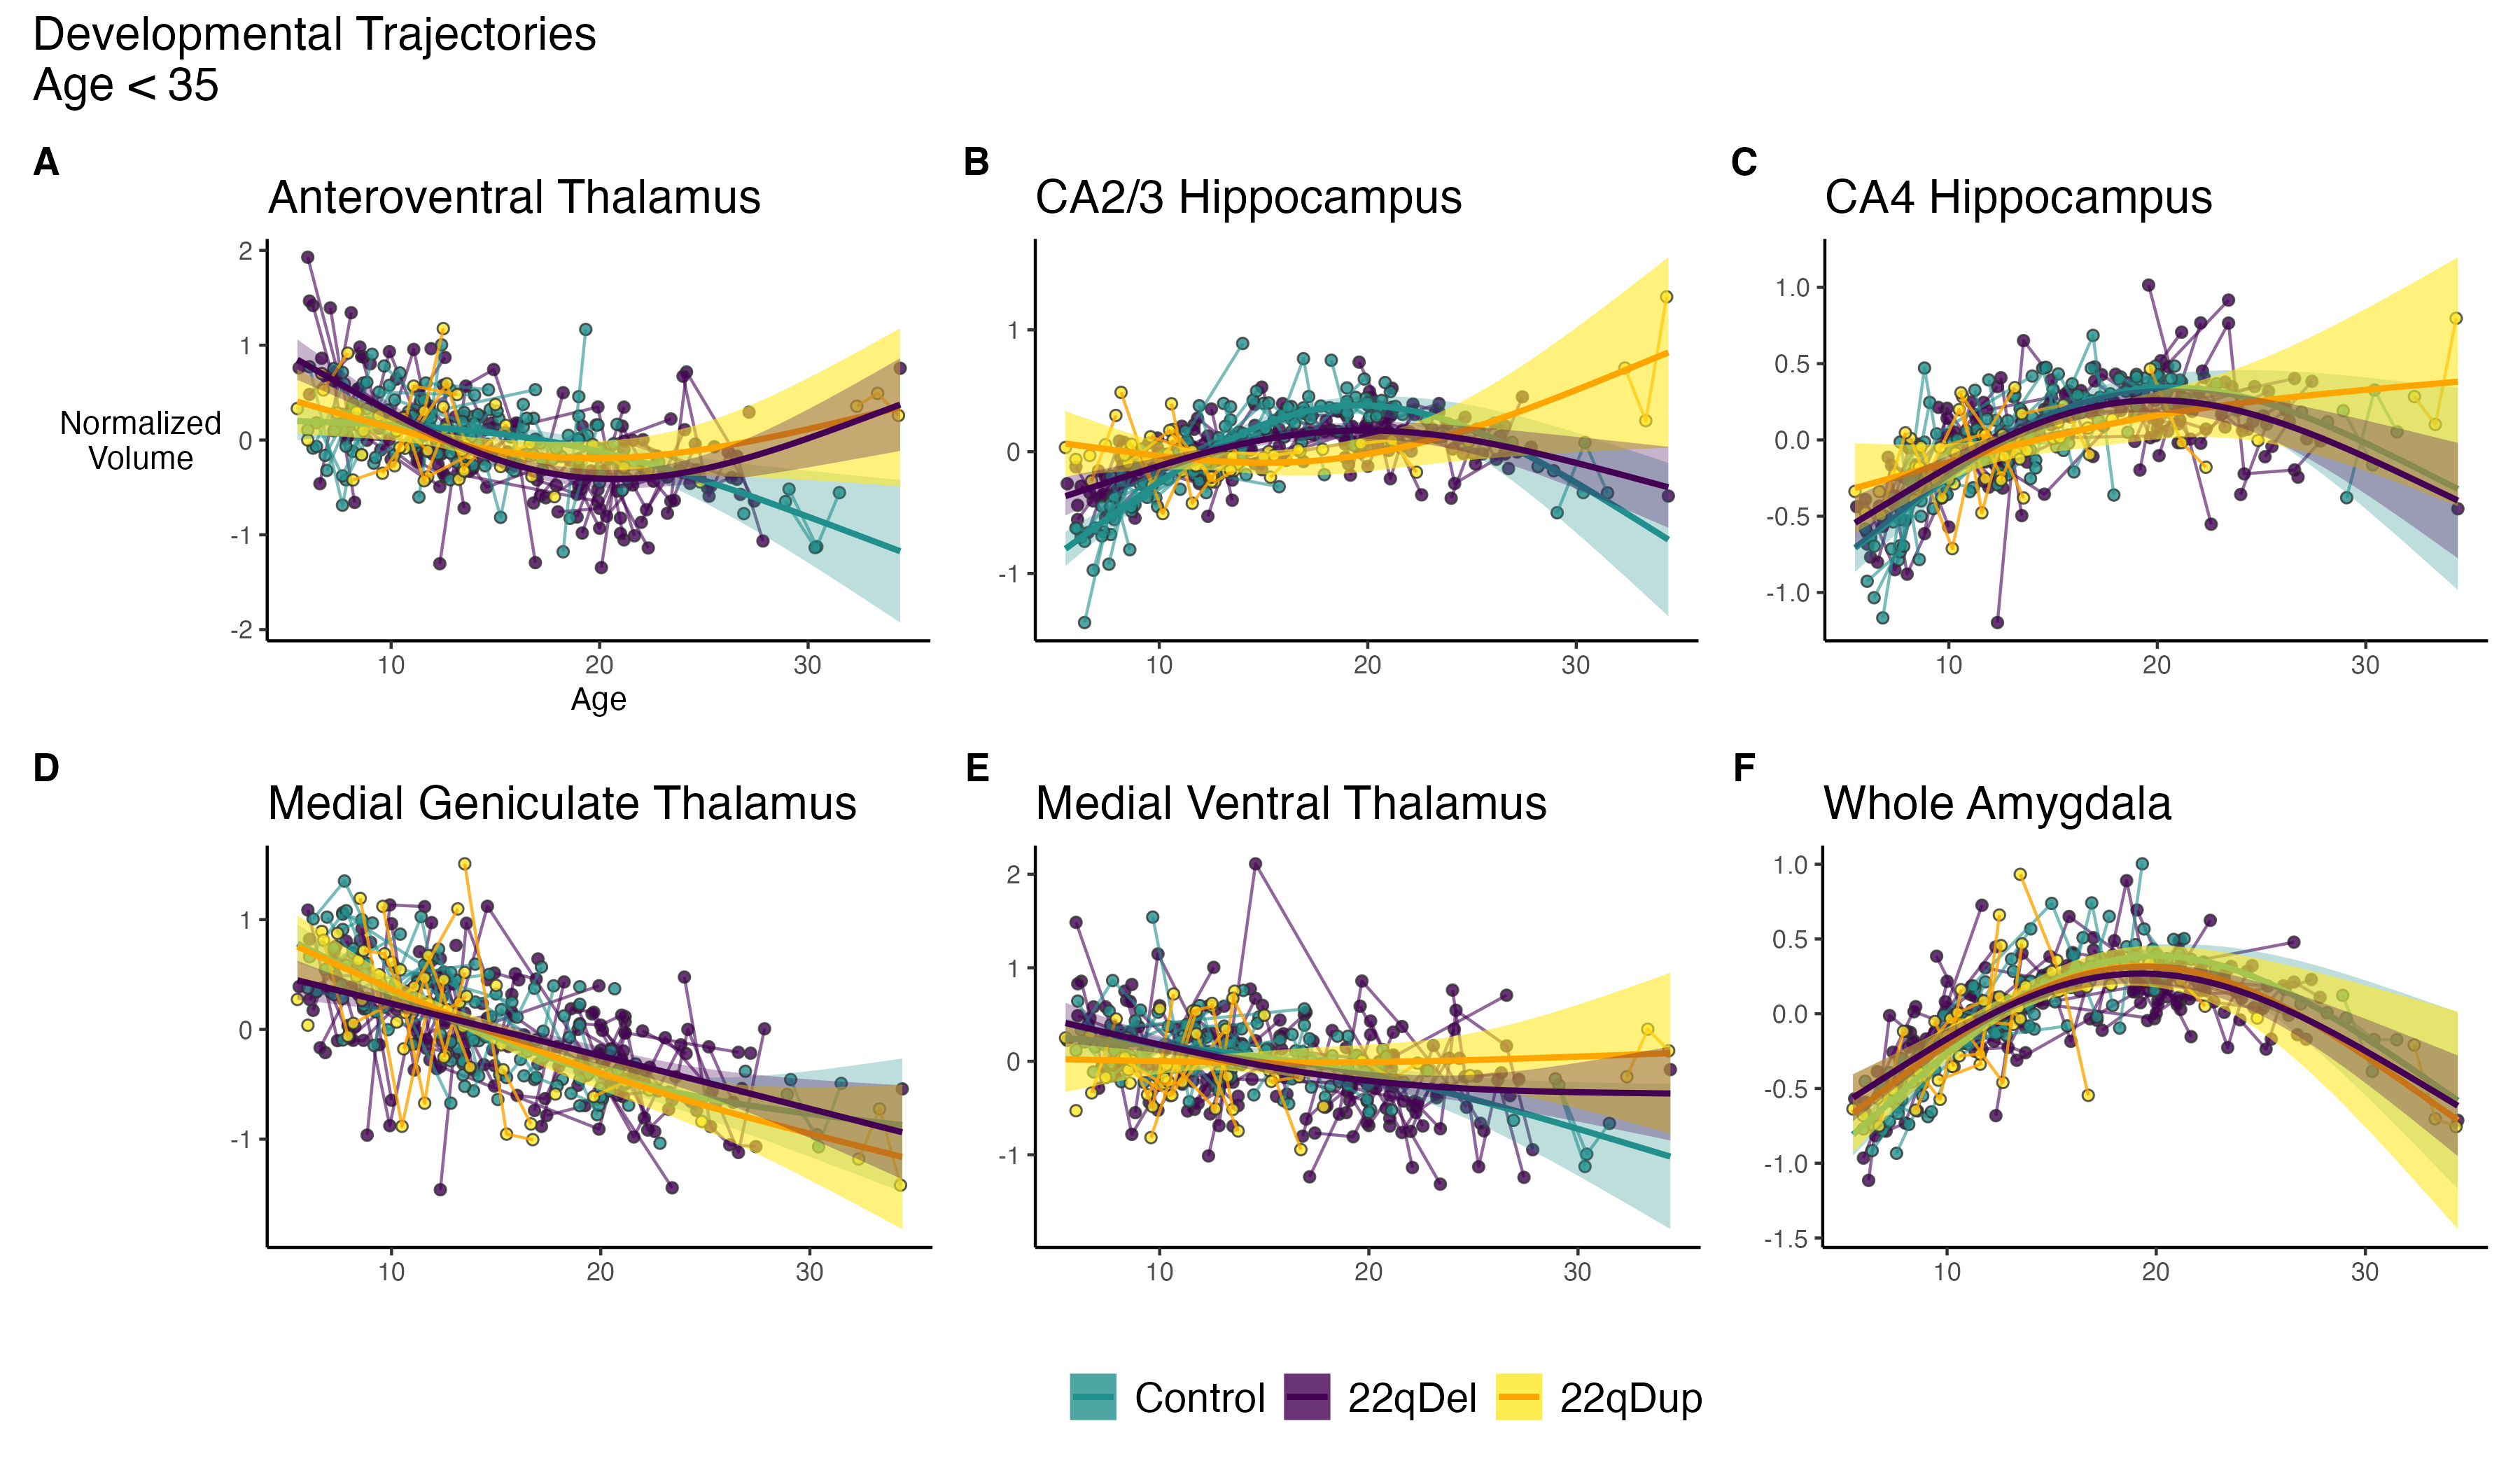 Developmental Trajectories
Age < 35
A
Anteroventral Thalamus
B
CA2/3 Hippocampus
C
CA4 Hippocampus
Normalized
Volume
2
1
0
-1
-2
10 20 30
Age
1
0
-1
10 20 30
1.0
0.5
0.0
-0.5
-1.0
10 20 30
D
Medial Geniculate Thalamus
E
Medial Ventral Thalamus
F
Whole Amygdala
1
0
-1
10 20 30
2
1
0
-1
10 20 30
1.0
0.5
0.0
-0.5
-1.0
-1.5
10 20 30
Control 22qDel 22qDup